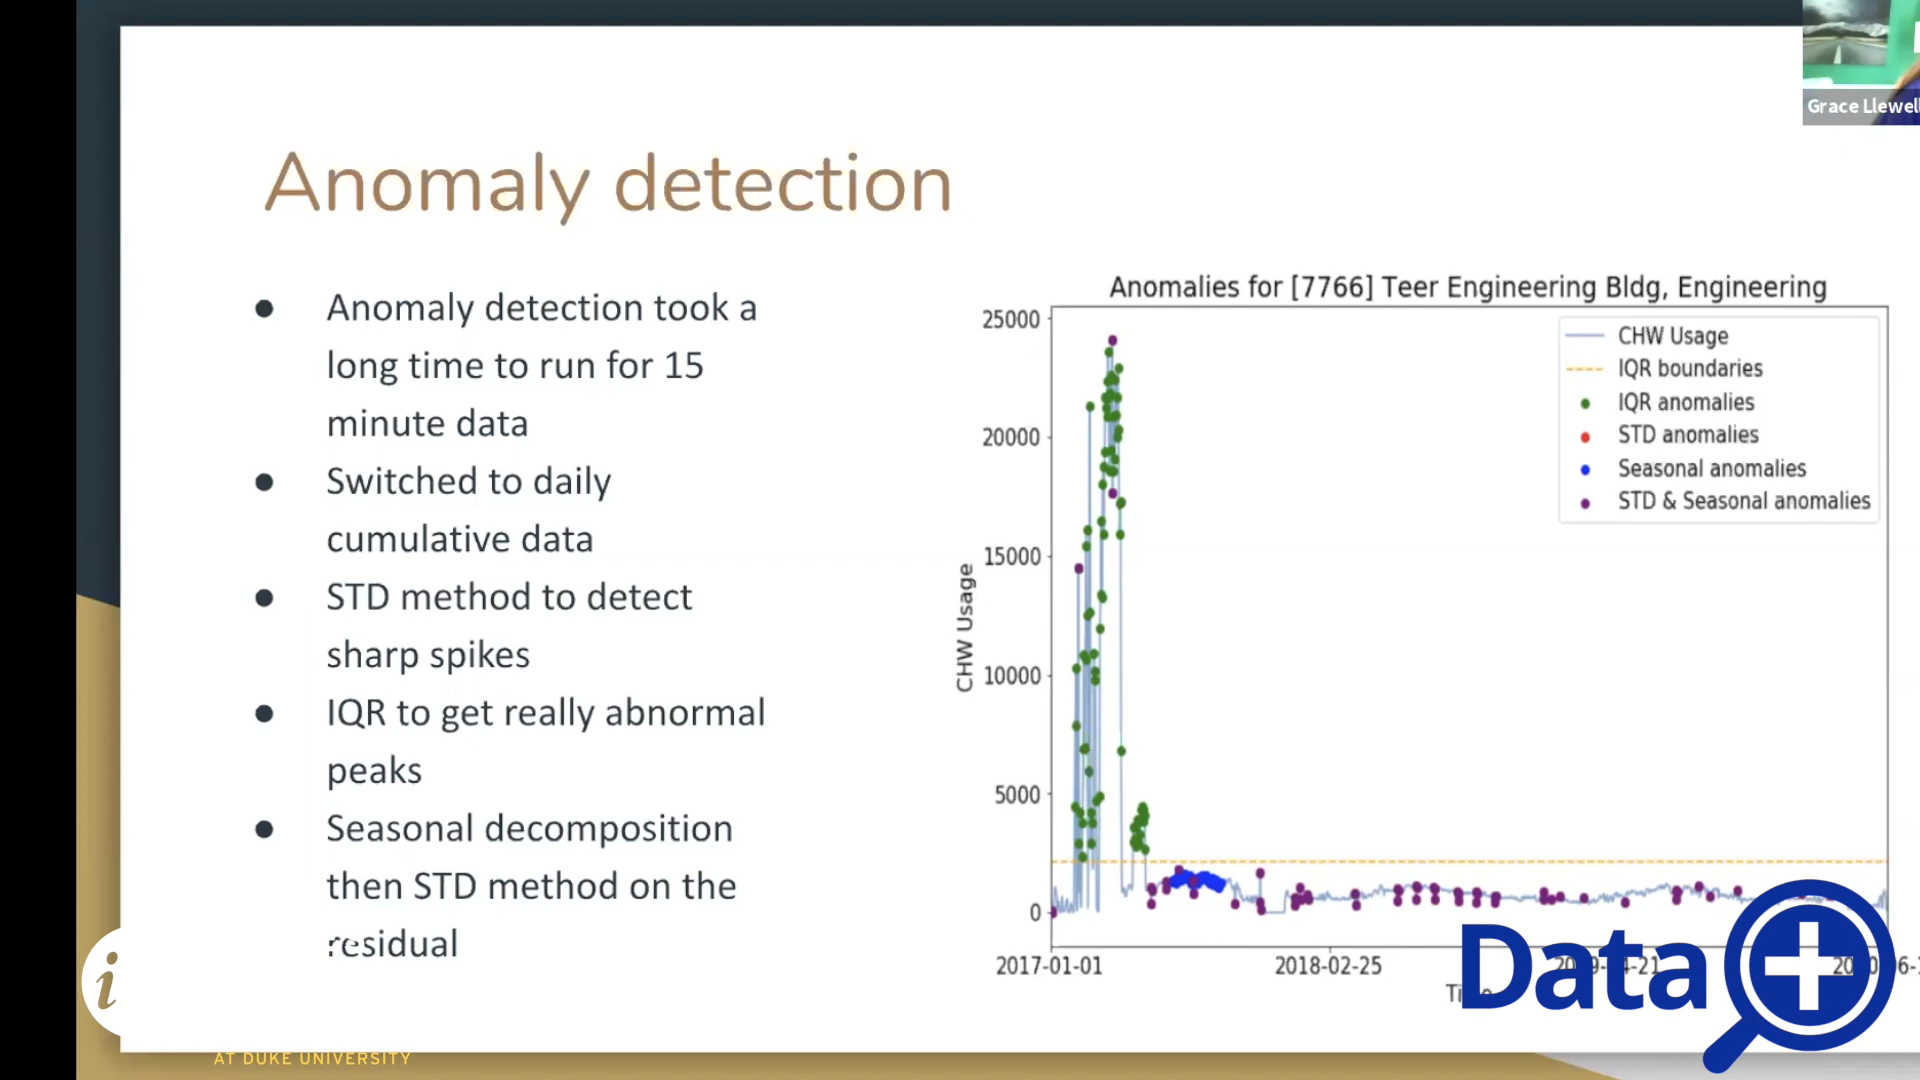 Grace Llewell
Anomaly detection
● Anomaly detection took a
long time to run for 15
minute data
● Switched to daily
cumulative data
● STD method to detect
sharp spikes
● IQR to get really abnormal
peaks
● Seasonal decomposition
then STD method on the
residual
Anomalies for [7766] Teer Engineering Bldg, Engineering
CHW Usage
IQR boundaries
IQR anomalies
STD anomalies
Seasonal anomalies
STD & Seasonal anomalies
CHW Usage
25000
20000
15000
10000
5000
0
2017-01-01
2018-02-25
Data+
i
AT DUKE UNIVERSITY